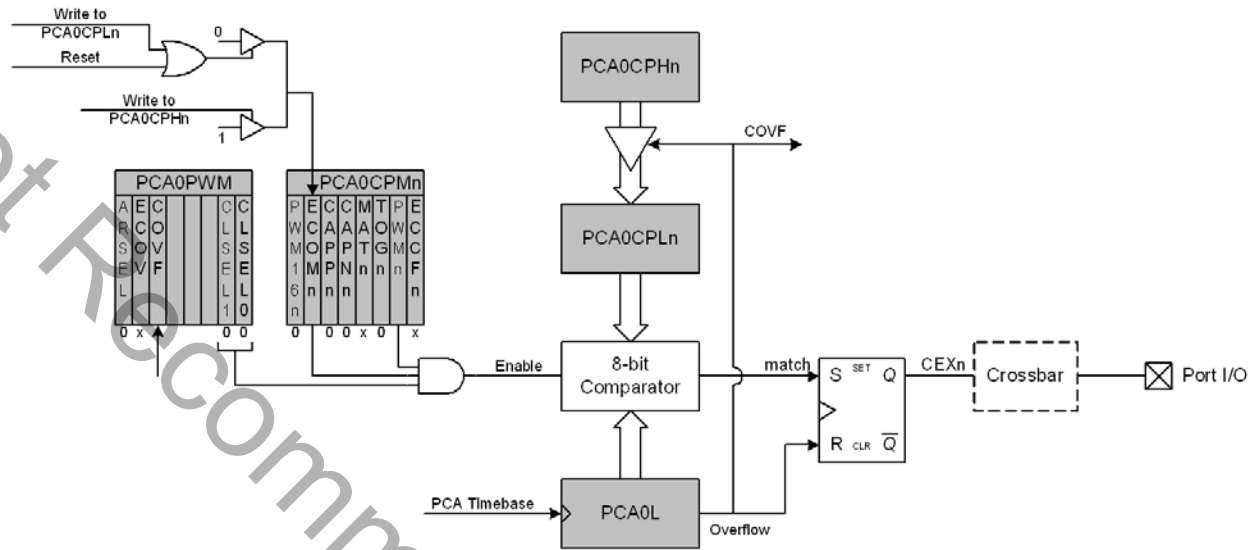 Write to
PCA0CPLn
Reset
0
Write to
PCA0CPHn
1
PCA0CPHn
COVF
PCA0PWM
ARSEL
ECOV
COVF
CLSEL1
CLSEL0
0 x 0 0
PCA0CPMn
PWM16n
ECOMn
CAPPn
CAPNn
MATn
TOGn
PWMn
ECCFn
0 0 0 x 0 x
PCA0CPLn
Enable
8-bit
Comparator
match
S SET Q
R CLR Q̅
CEXn
Crossbar
Port I/O
PCA Timebase
PCA0L
Overflow
ot Recomm